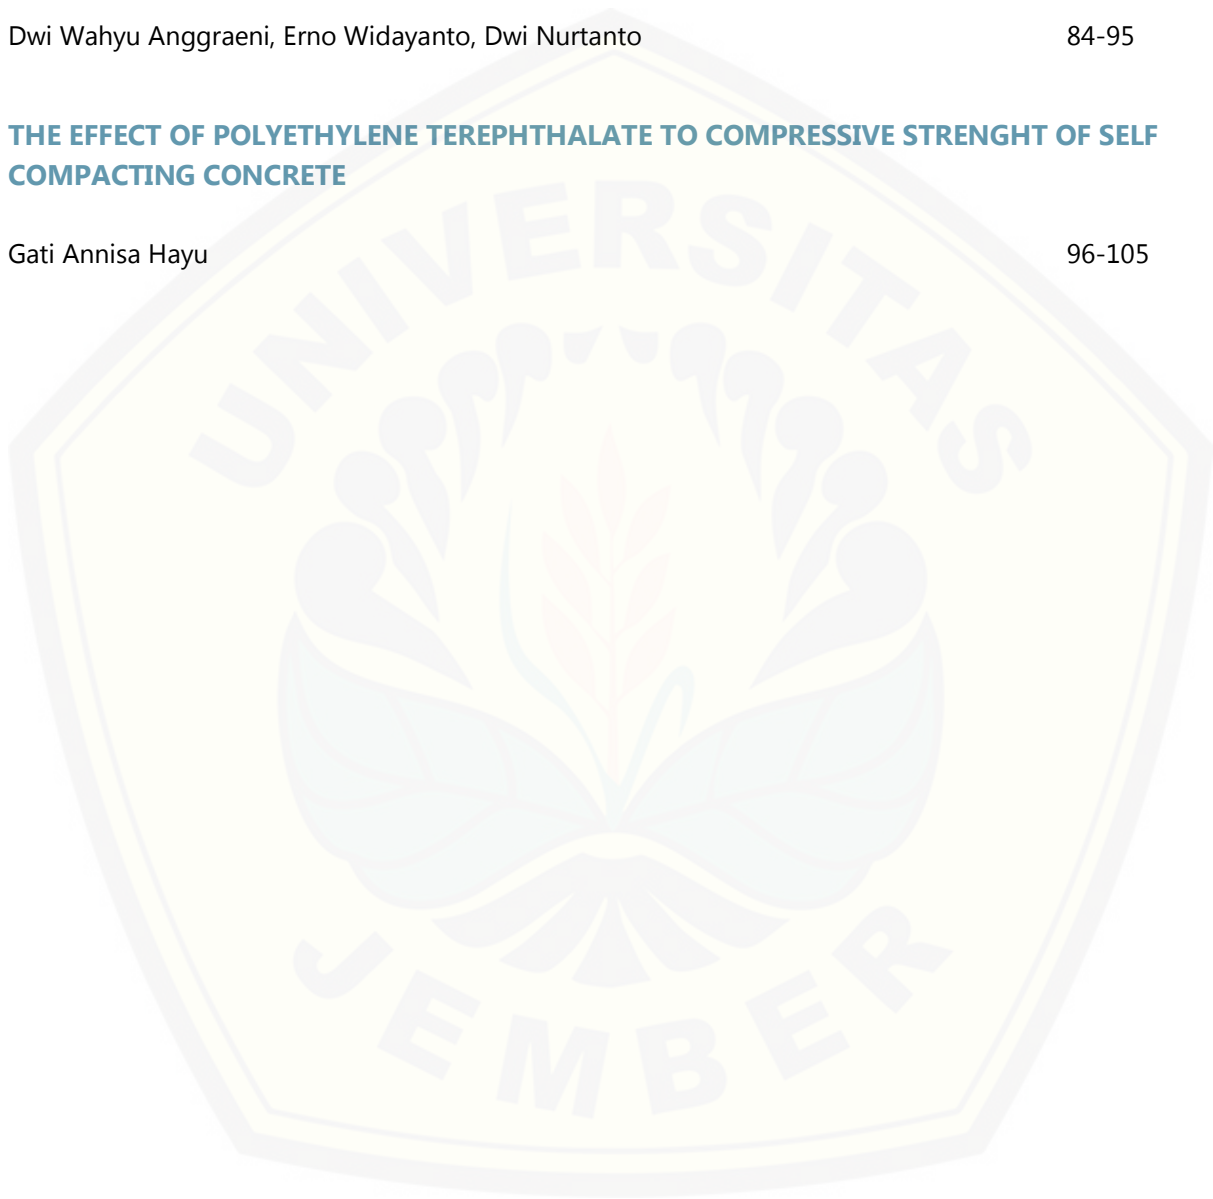 Dwi Wahyu Anggraeni, Erno Widayanto, Dwi Nurtanto 84-95
THE EFFECT OF POLYETHYLENE TEREPHTHALATE TO COMPRESSIVE STRENGHT OF SELF
COMPACTING CONCRETE
Gati Annisa Hayu 96-105
UNIVERSITAS
JEMBER